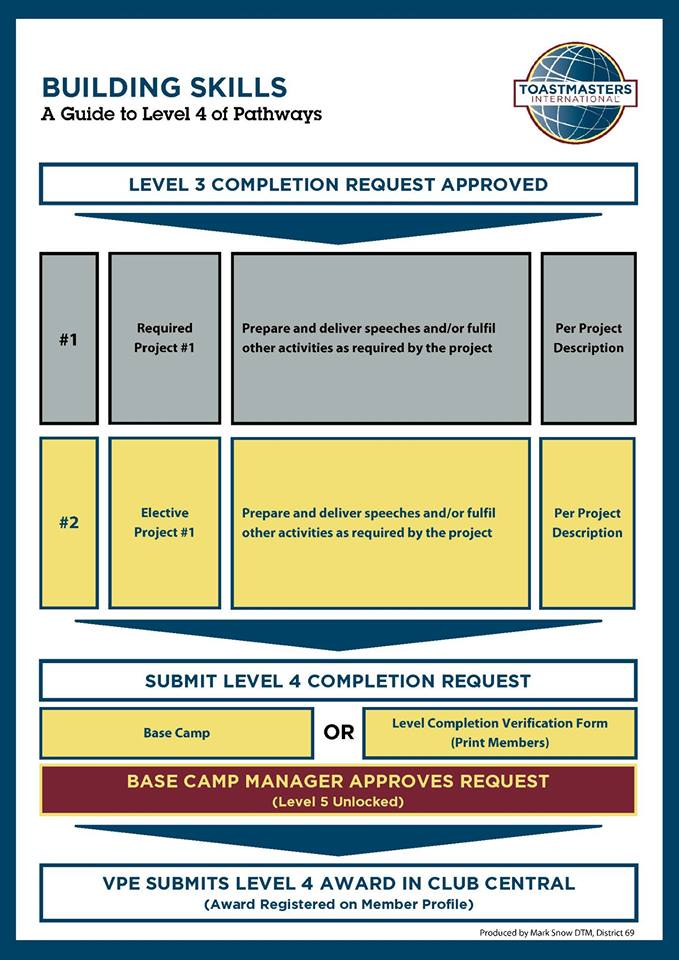 BUILDING SKILLS
A Guide to Level 4 of Pathways
TOASTMASTERS
INTERNATIONAL
LEVEL 3 COMPLETION REQUEST APPROVED
#1
Required
Project #1
Prepare and deliver speeches and/or fulfil
other activities as required by the project
Per Project
Description
#2
Elective
Project #1
Prepare and deliver speeches and/or fulfil
other activities as required by the project
Per Project
Description
SUBMIT LEVEL 4 COMPLETION REQUEST
Base Camp
OR
Level Completion Verification Form
(Print Members)
BASE CAMP MANAGER APPROVES REQUEST
(Level 5 Unlocked)
VPE SUBMITS LEVEL 4 AWARD IN CLUB CENTRAL
(Award Registered on Member Profile)
Produced by Mark Snow DTM, District 69